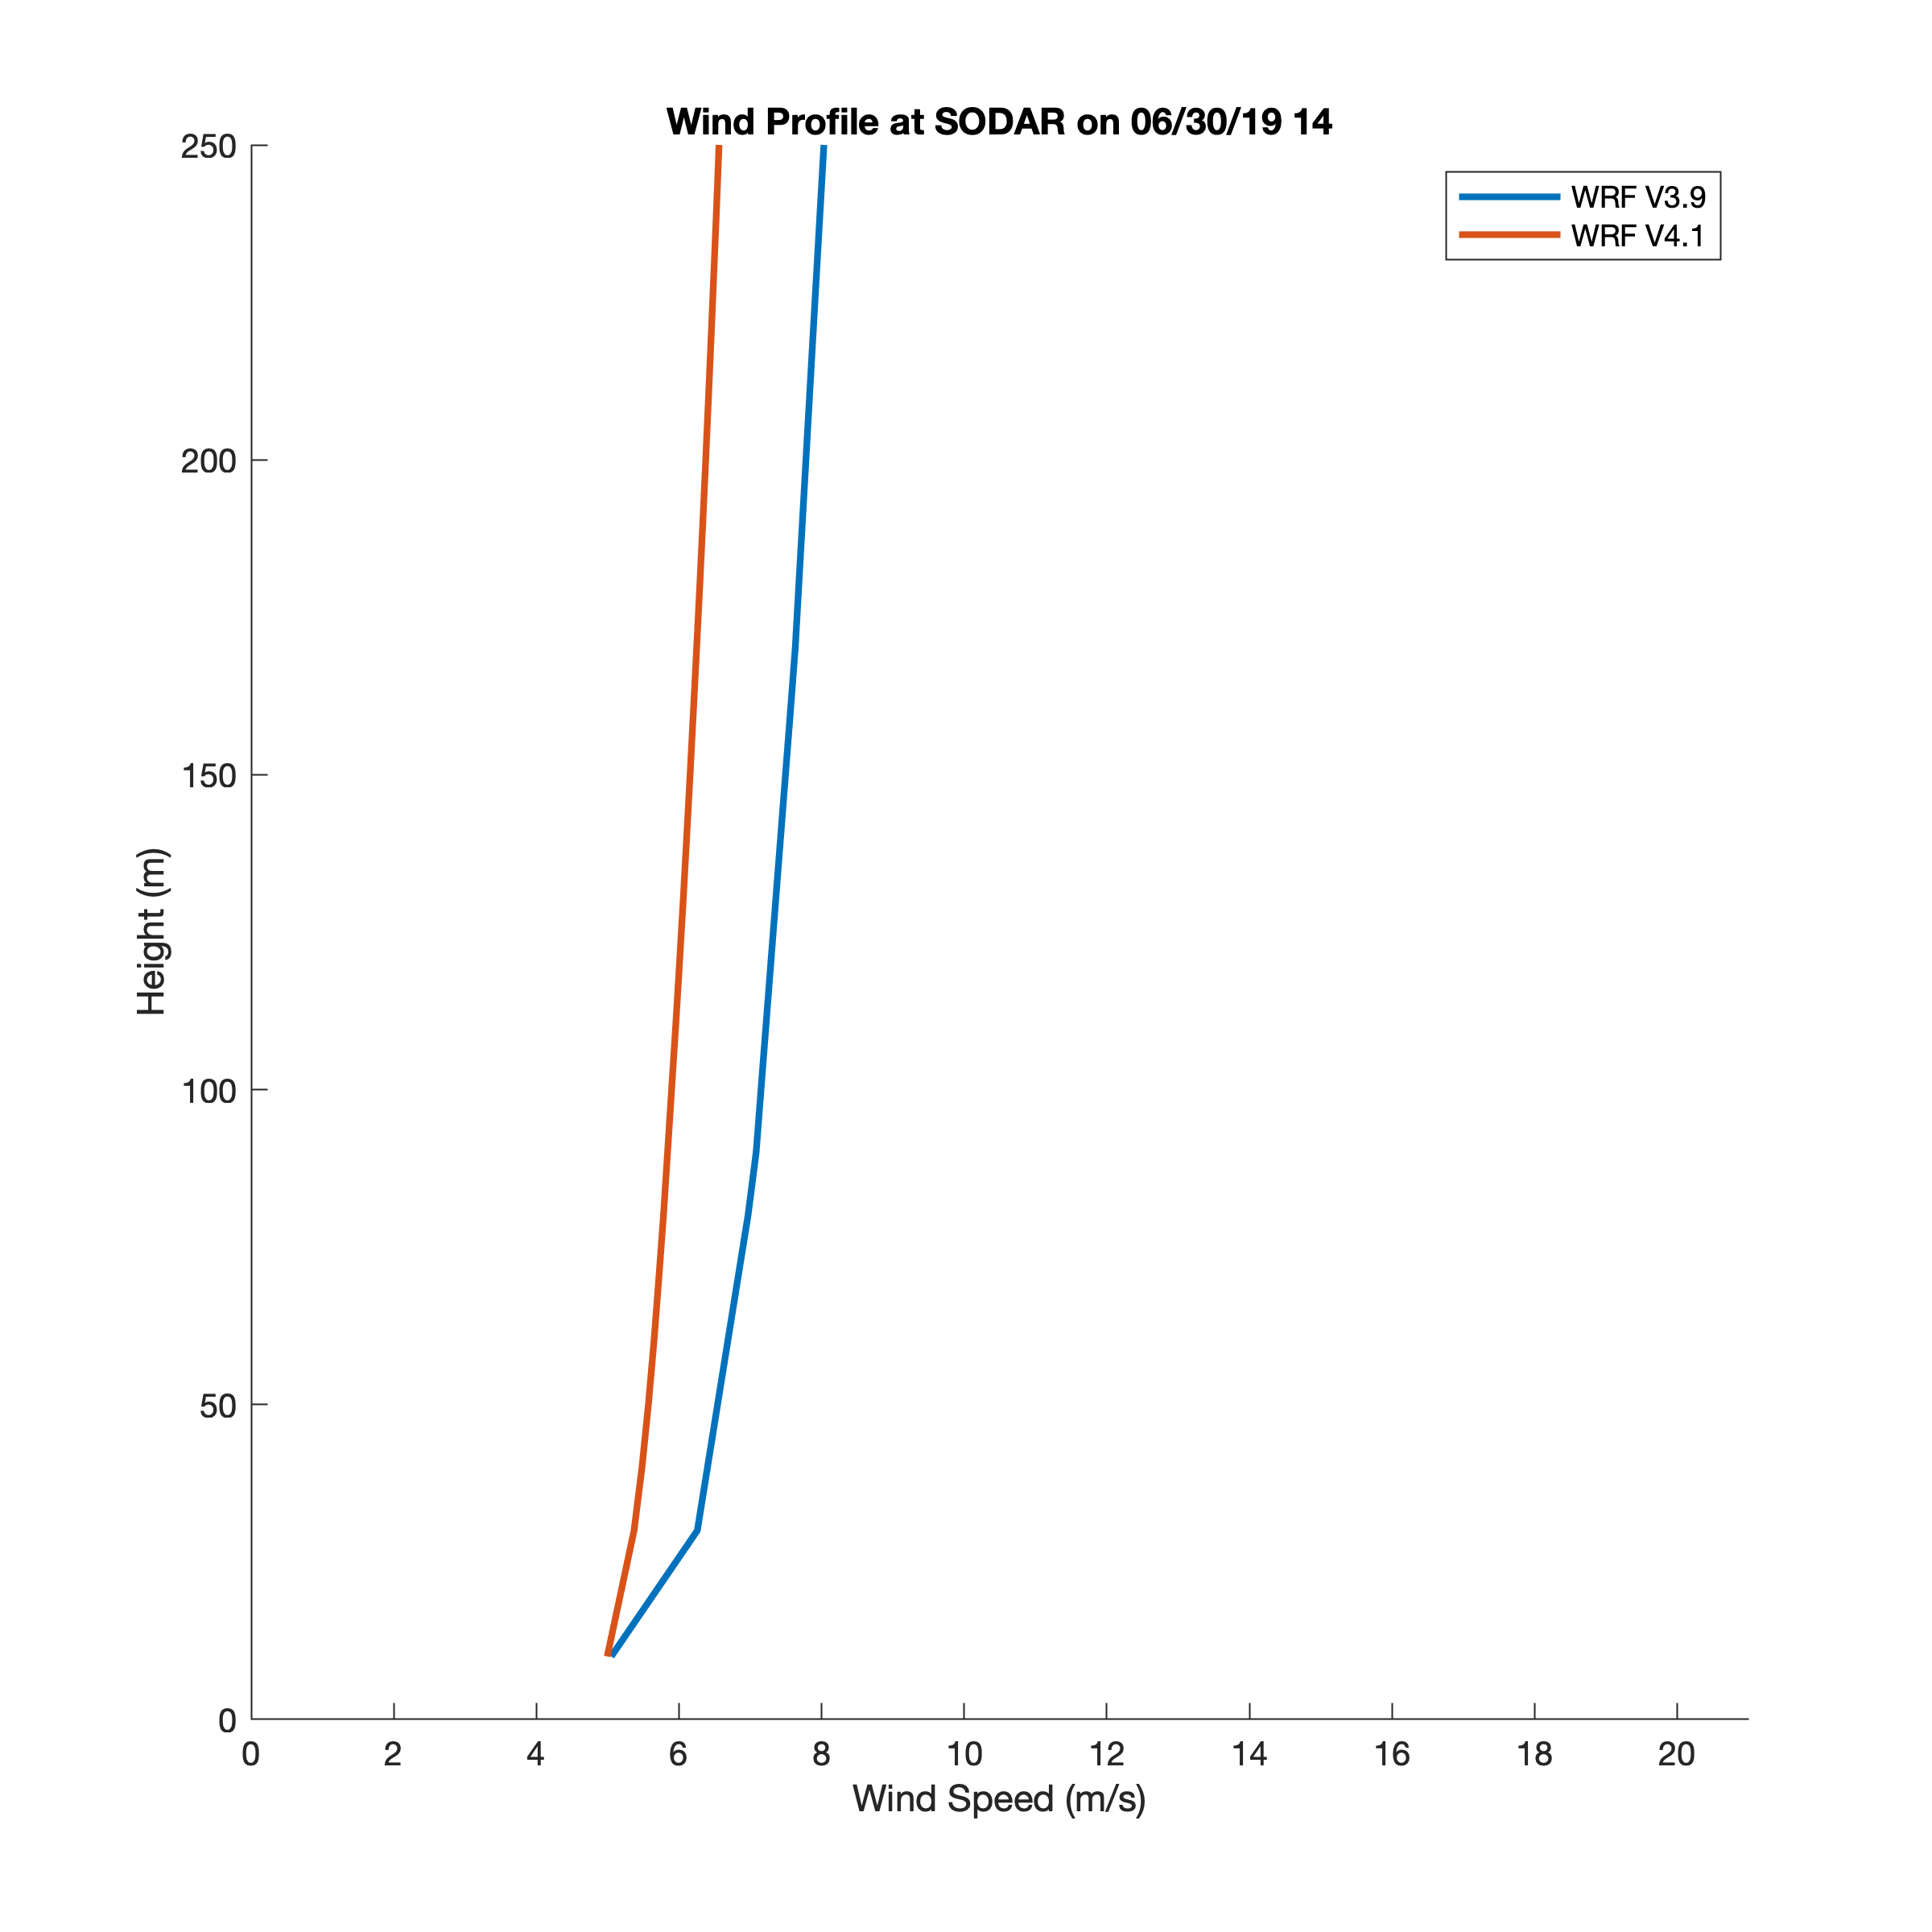 Wind Profile at SODAR on 06/30/19 14
WRF V3.9
WRF V4.1
250
200
150
100
50
0
Height (m)
0 2 4 6 8 10 12 14 16 18 20
Wind Speed (m/s)